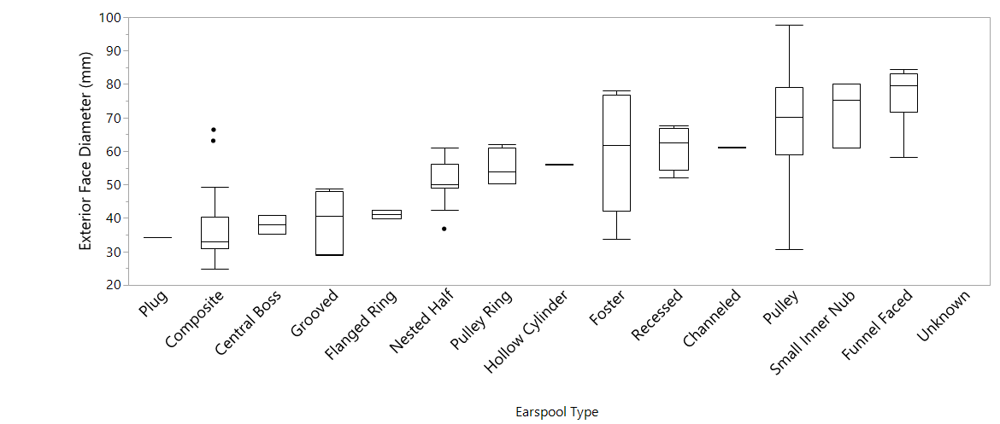 Exterior Face Diameter (mm)
100
90
80
70
60
50
40
30
20
Plug
Composite
Central Boss
Grooved
Flanged Ring
Nested Half
Pulley Ring
Hollow Cylinder
Foster
Recessed
Channeled
Pulley
Small Inner Nub
Funnel Faced
Unknown
Earspool Type